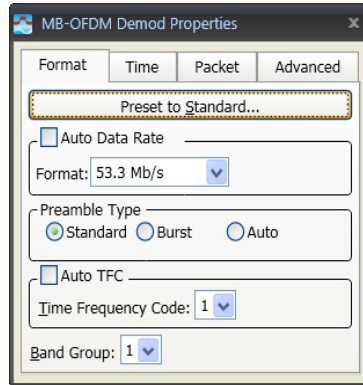 MB-OFDM Demod Properties x
Format Time Packet Advanced
Preset to Standard...
Auto Data Rate
Format: 53.3 Mb/s
Preamble Type
Standard Burst Auto
Auto TFC
Time Frequency Code: 1
Band Group: 1